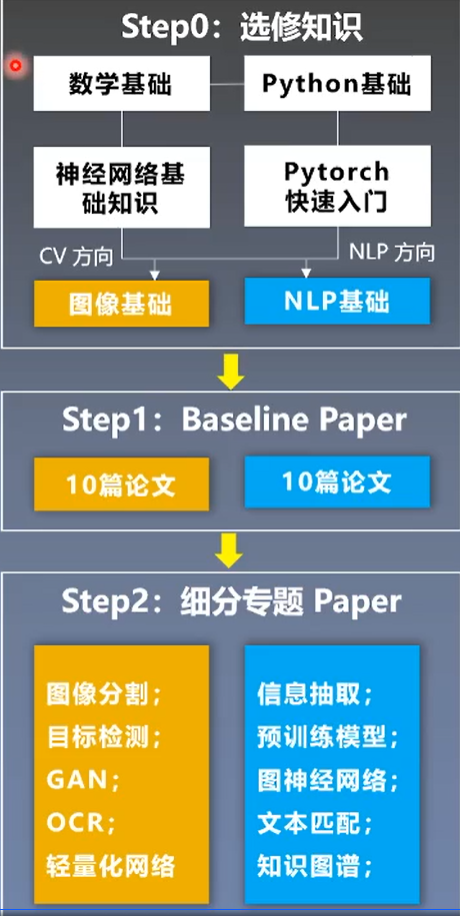 Step0：选修知识
数学基础
Python基础
神经网络基
础知识
Pytorch
快速入门
CV 方向
NLP 方向
图像基础
NLP基础
Step1：Baseline Paper
10篇论文
10篇论文
Step2：细分专题 Paper
图像分割；
目标检测；
GAN；
OCR；
轻量化网络
信息抽取；
预训练模型；
图神经网络；
文本匹配；
知识图谱；